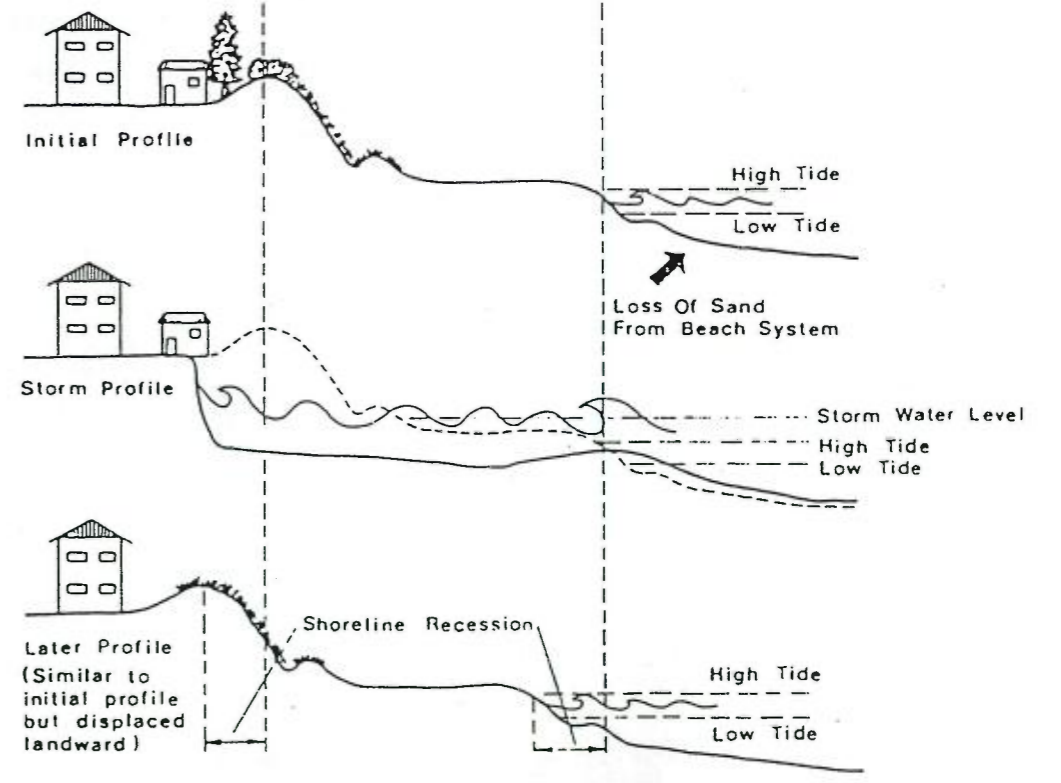 Initial Profile
High Tide
Low Tide
Loss Of Sand
From Beach System
Storm Profile
Storm Water Level
High Tide
Low Tide
Shoreline Recession
Later Profile
(Similar to
initial profile
but displaced
landward)
High Tide
Low Tide